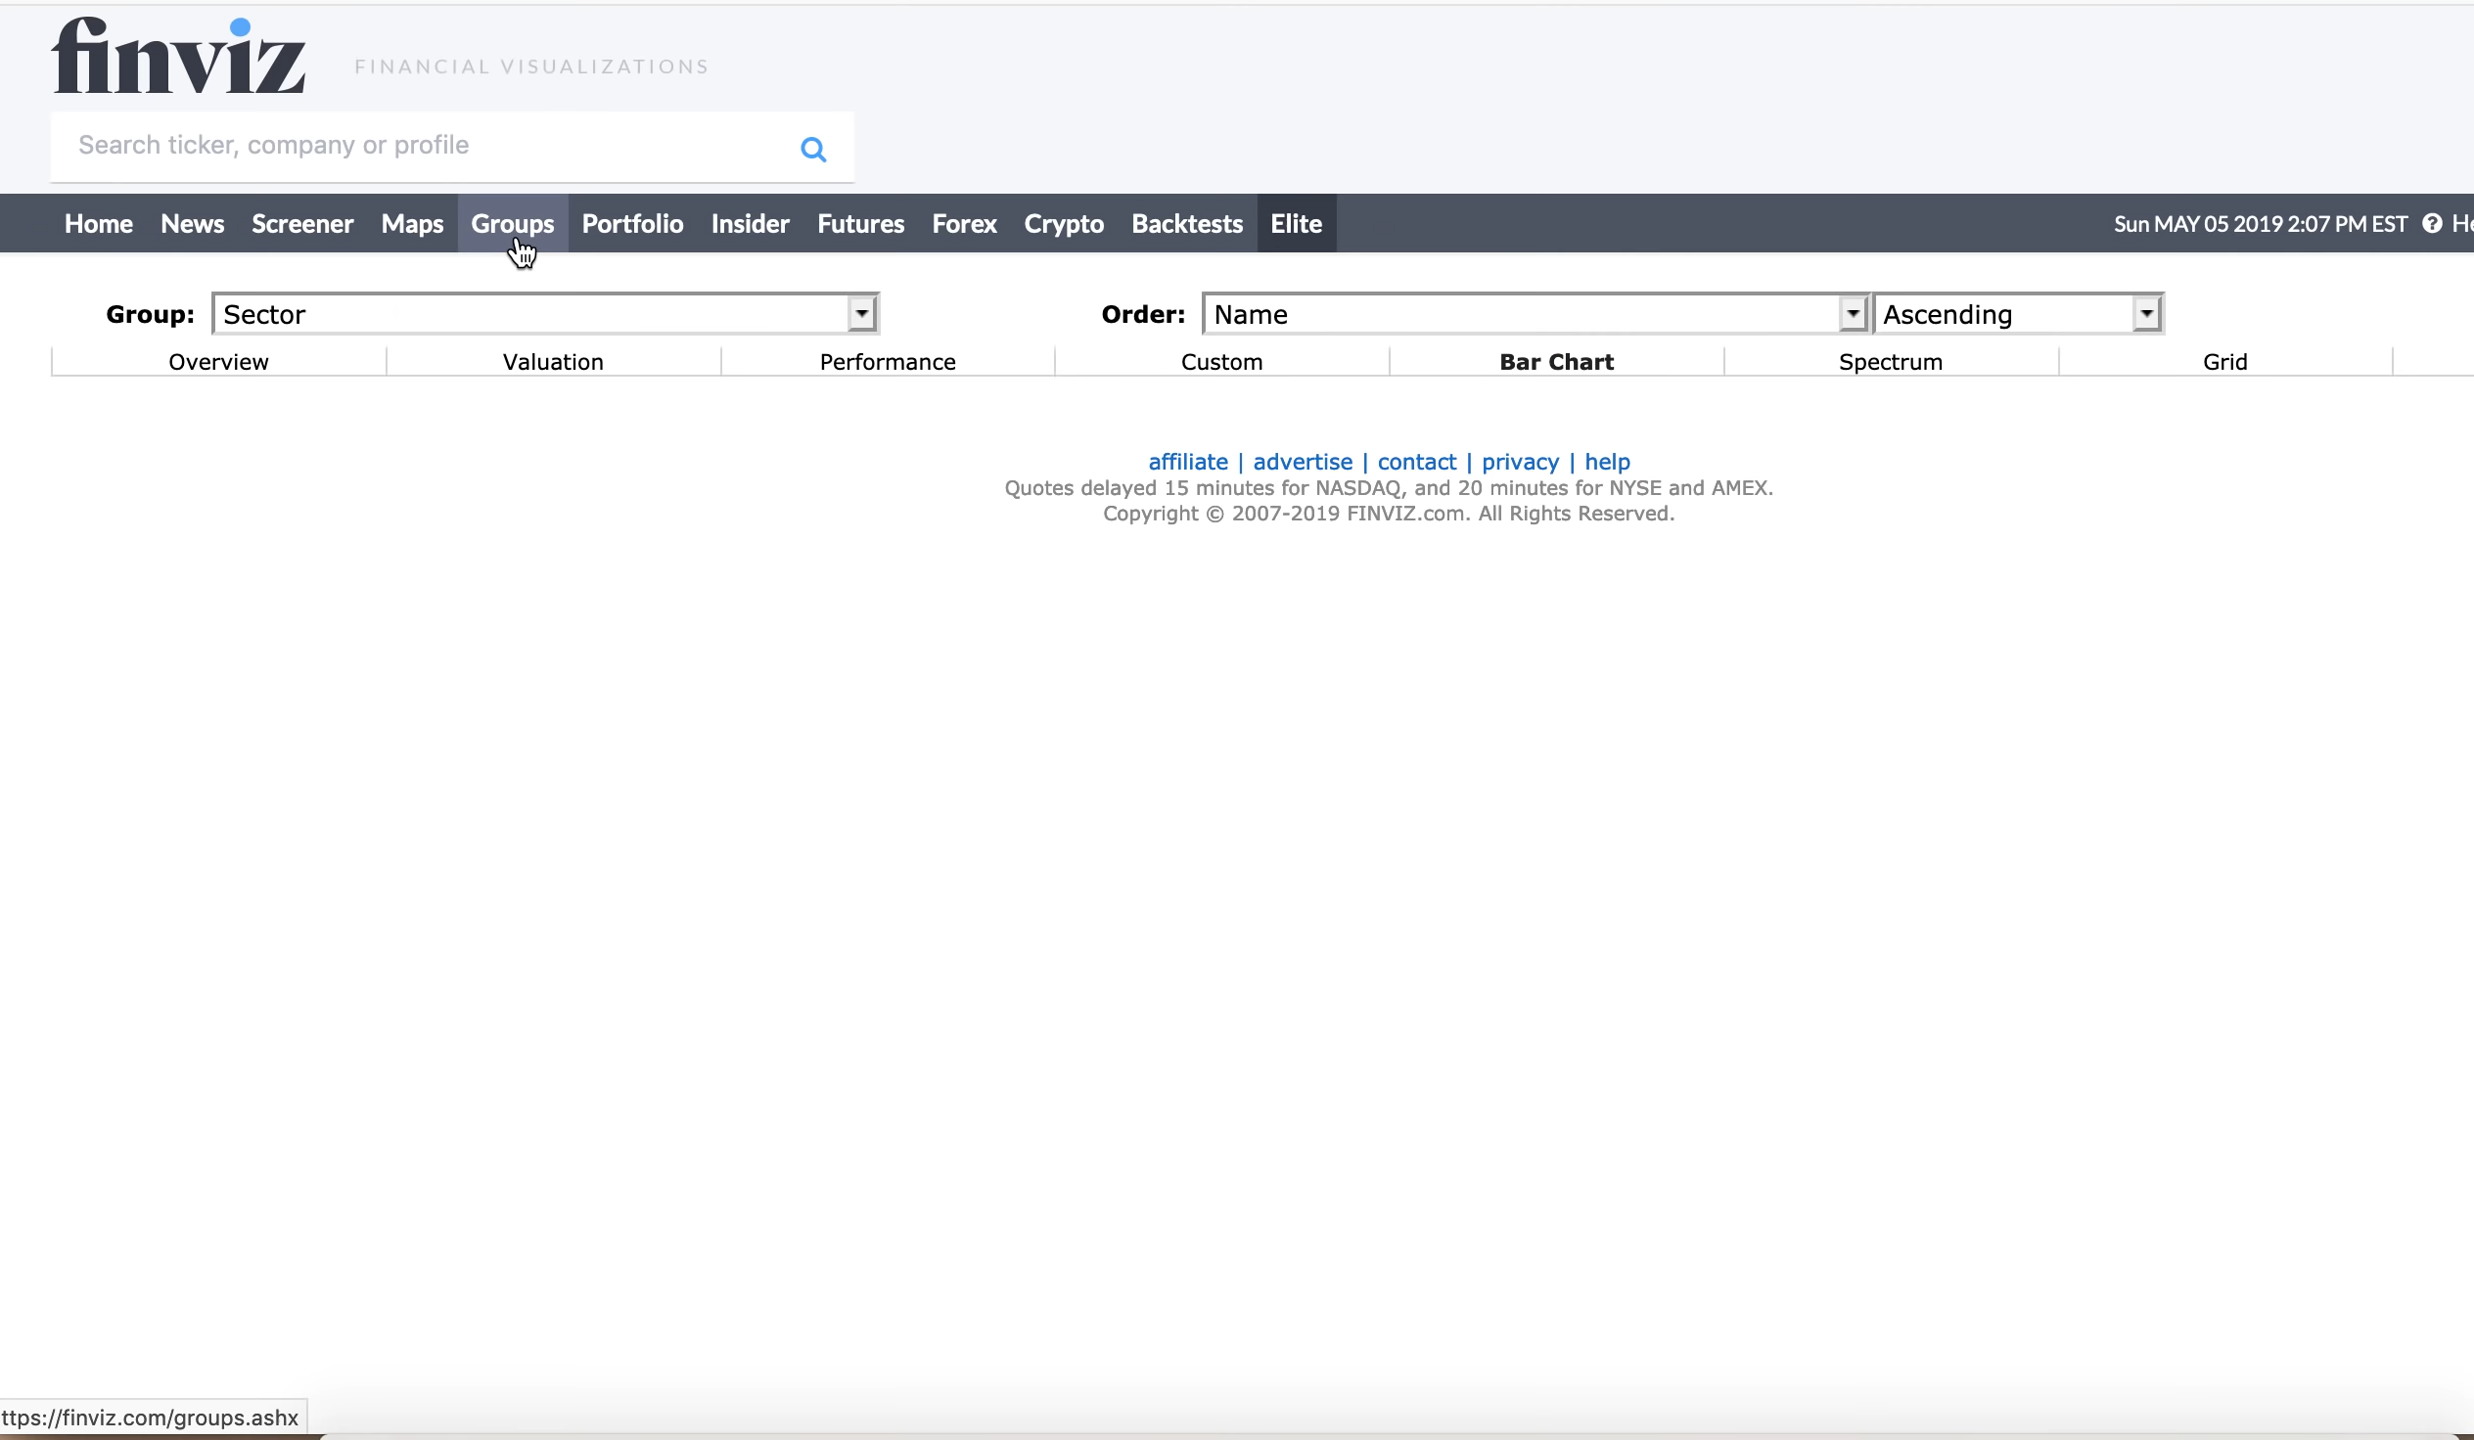 finviz FINANCIAL VISUALIZATIONS
Search ticker, company or profile
Home News Screener Maps Groups Portfolio Insider Futures Forex Crypto Backtests Elite Sun MAY 05 2019 2:07 PM EST ? He
Group: Sector Order: Name Ascending
Overview Valuation Performance Custom Bar Chart Spectrum Grid
affiliate | advertise | contact | privacy | help
Quotes delayed 15 minutes for NASDAQ, and 20 minutes for NYSE and AMEX.
Copyright © 2007-2019 FINVIZ.com. All Rights Reserved.
ttps://finviz.com/groups.ashx